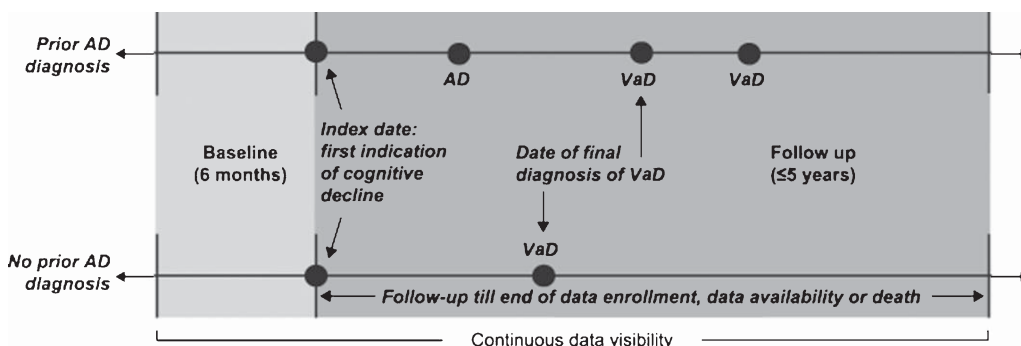 Prior AD
diagnosis
AD
VaD
VaD
Index date:
first indication
of cognitive
decline
Baseline
(6 months)
Date of final
diagnosis of VaD
Follow up
(≤5 years)
VaD
No prior AD
diagnosis
Follow-up till end of data enrollment, data availability or death
Continuous data visibility